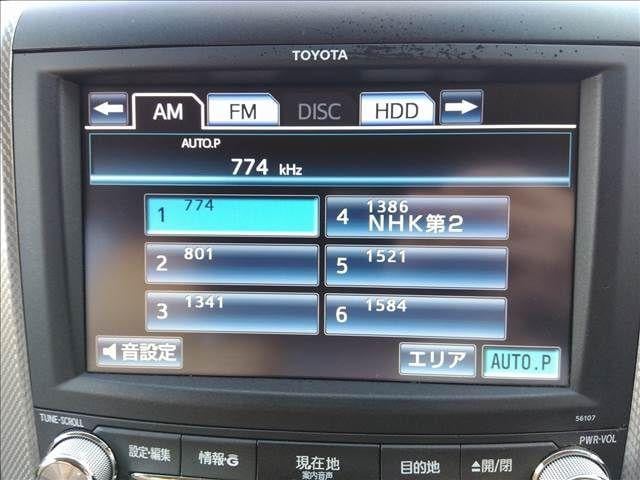 TOYOTA
AM FM DISC HDD
AUTO.P
774 kHz
1 774
4 1386 NHK第2
2 801
5 1521
3 1341
6 1584
音設定 エリア AUTO.P
56107
TUNE·SCROLL PWR·VOL
設定・編集 情報・G 現在地 案内音声 目的地 ▲開/閉